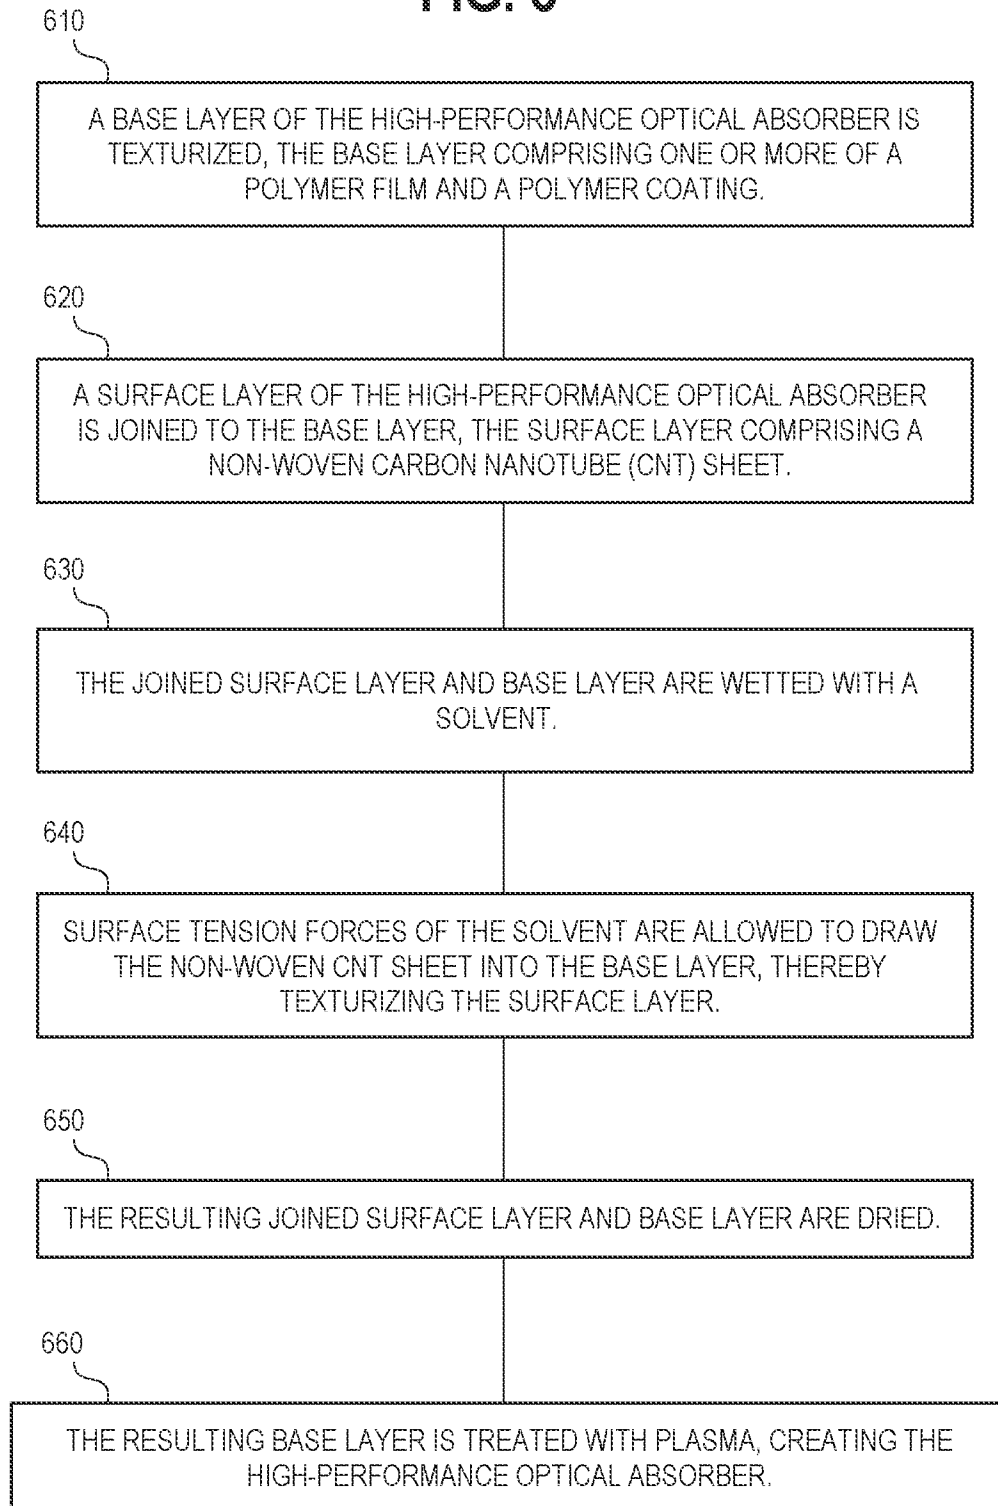 610
A BASE LAYER OF THE HIGH-PERFORMANCE OPTICAL ABSORBER IS
TEXTURIZED, THE BASE LAYER COMPRISING ONE OR MORE OF A
POLYMER FILM AND A POLYMER COATING.
620
A SURFACE LAYER OF THE HIGH-PERFORMANCE OPTICAL ABSORBER
IS JOINED TO THE BASE LAYER, THE SURFACE LAYER COMPRISING A
NON-WOVEN CARBON NANOTUBE (CNT) SHEET.
630
THE JOINED SURFACE LAYER AND BASE LAYER ARE WETTED WITH A
SOLVENT.
640
SURFACE TENSION FORCES OF THE SOLVENT ARE ALLOWED TO DRAW
THE NON-WOVEN CNT SHEET INTO THE BASE LAYER, THEREBY
TEXTURIZING THE SURFACE LAYER.
650
THE RESULTING JOINED SURFACE LAYER AND BASE LAYER ARE DRIED.
660
THE RESULTING BASE LAYER IS TREATED WITH PLASMA, CREATING THE
HIGH-PERFORMANCE OPTICAL ABSORBER.